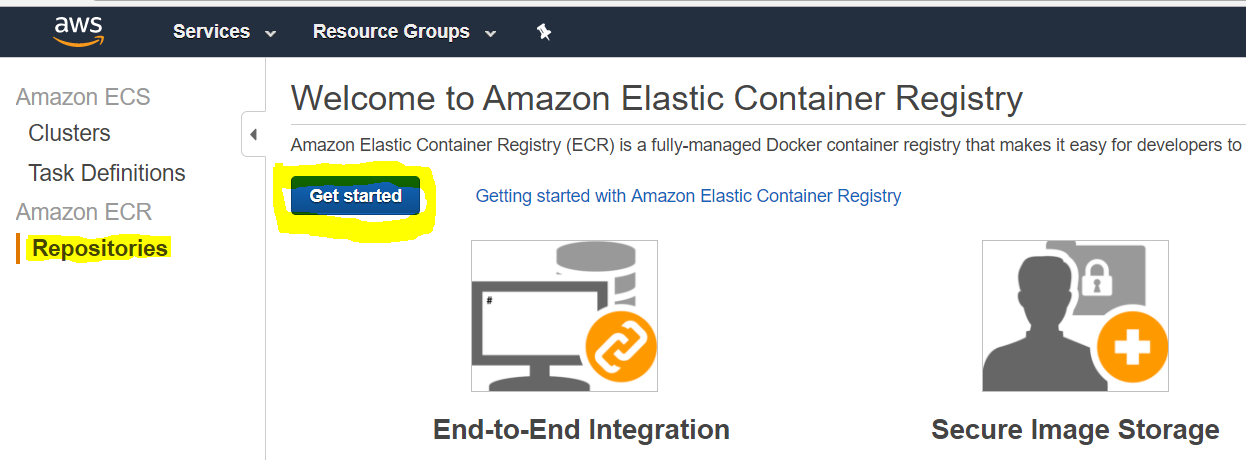 aws
Services
Resource Groups
Amazon ECS
Clusters
Task Definitions
Amazon ECR
Repositories
Welcome to Amazon Elastic Container Registry
Amazon Elastic Container Registry (ECR) is a fully-managed Docker container registry that makes it easy for developers to
Get started
Getting started with Amazon Elastic Container Registry
#
End-to-End Integration
Secure Image Storage